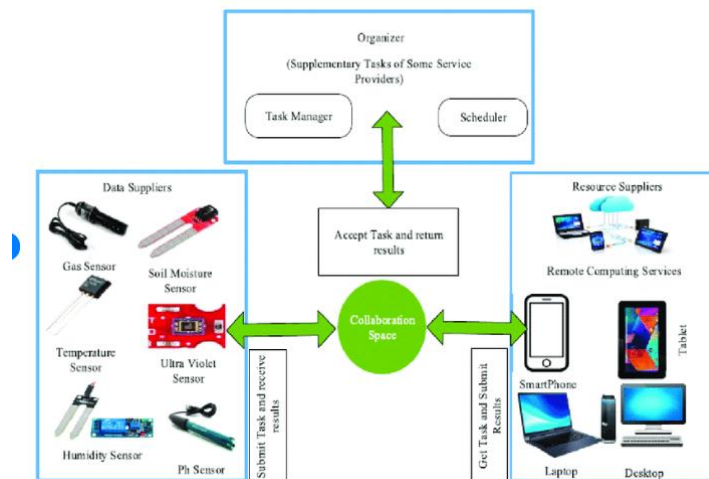 Organizer
(Supplementary Tasks of Some Service
Providers)
Task Manager
Scheduler
Data Suppliers
Gas Sensor
Soil Moisture
Sensor
Temperature
Sensor
Ultra Violet
Sensor
Humidity Sensor
Ph Sensor
Accept Task and return
results
Collaboration
Space
Submit Task and receive
results
Get Task and Submit
Results
Resource Suppliers
Remote Computing Services
SmartPhone
Tablet
Laptop
Desktop